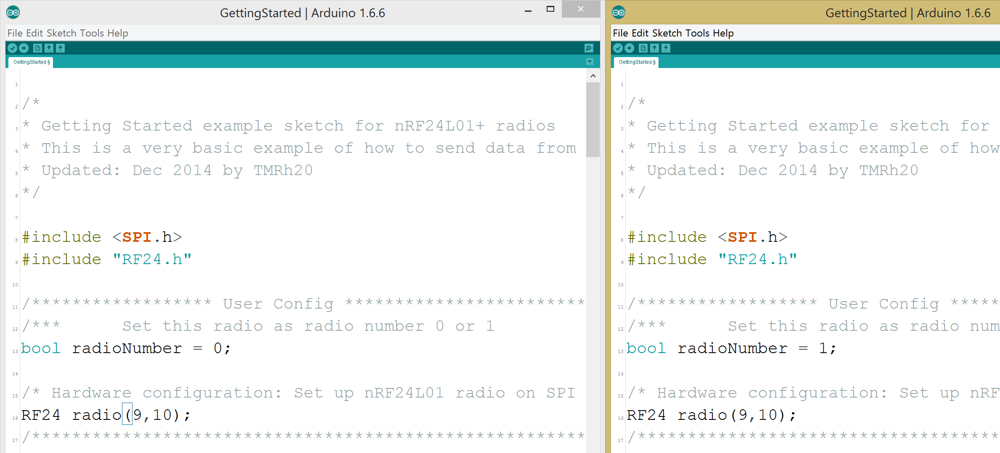 GettingStarted | Arduino 1.6.6
File Edit Sketch Tools Help
GettingStarted §
1
2 /*
3 * Getting Started example sketch for nRF24L01+ radios
4 * This is a very basic example of how to send data from
5 * Updated: Dec 2014 by TMRh20
6 */
7
8 #include <SPI.h>
9 #include "RF24.h"
10
11 /****************** User Config ************************
12 /***      Set this radio as radio number 0 or 1
13 bool radioNumber = 0;
14
15 /* Hardware configuration: Set up nRF24L01 radio on SPI
16 RF24 radio(9,10);
17 /*******************************************************
GettingStarted | Arduino 1.6.6
File Edit Sketch Tools Help
GettingStarted §
1
2 /*
3 * Getting Started example sketch for
4 * This is a very basic example of how
5 * Updated: Dec 2014 by TMRh20
6 */
7
8 #include <SPI.h>
9 #include "RF24.h"
10
11 /****************** User Config *****
12 /***      Set this radio as radio num
13 bool radioNumber = 1;
14
15 /* Hardware configuration: Set up nRF
16 RF24 radio(9,10);
17 /************************************